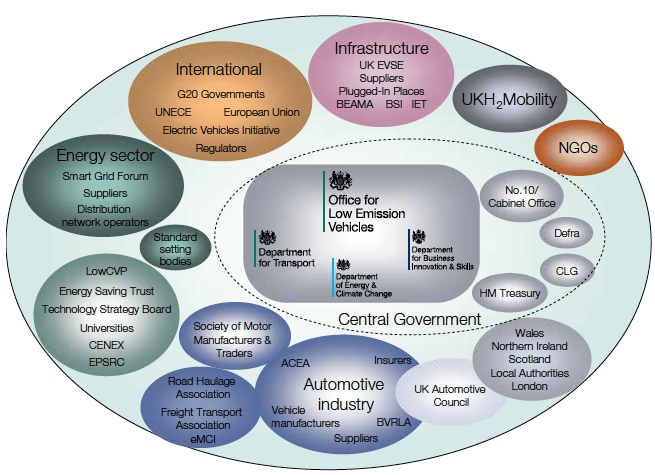 International
G20 Governments
UNECE European Union
Electric Vehicles Initiative
Regulators
Infrastructure
UK EVSE
Suppliers
Plugged-In Places
BEAMA BSI IET
UKH₂Mobility
NGOs
Energy sector
Smart Grid Forum
Suppliers
Distribution
network operators
Standard
setting
bodies
Office for
Low Emission
Vehicles
Department
for Transport
Department
of Energy &
Climate Change
Department
for Business
Innovation & Skills
No.10/
Cabinet Office
Defra
CLG
HM Treasury
Central Government
LowCVP
Energy Saving Trust
Technology Strategy Board
Universities
CENEX
EPSRC
Society of Motor
Manufacturers &
Traders
Road Haulage
Association
Freight Transport
Association
eMCI
ACEA Insurers
Automotive
industry
Vehicle
manufacturers
BVRLA
Suppliers
UK Automotive
Council
Wales
Northern Ireland
Scotland
Local Authorities
London